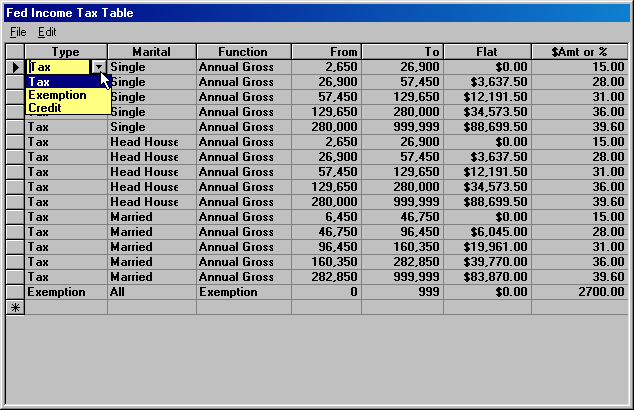 Fed Income Tax Table
File Edit
Type Marital Function From To Flat $Amt or %
Tax Single Annual Gross 2,650 26,900 $0.00 15.00
Tax Single Annual Gross 26,900 57,450 $3,637.50 28.00
Exemption Single Annual Gross 57,450 129,650 $12,191.50 31.00
Credit Single Annual Gross 129,650 280,000 $34,573.50 36.00
Tax Single Annual Gross 280,000 999,999 $88,699.50 39.60
Tax Head House Annual Gross 2,650 26,900 $0.00 15.00
Tax Head House Annual Gross 26,900 57,450 $3,637.50 28.00
Tax Head House Annual Gross 57,450 129,650 $12,191.50 31.00
Tax Head House Annual Gross 129,650 280,000 $34,573.50 36.00
Tax Head House Annual Gross 280,000 999,999 $88,699.50 39.60
Tax Married Annual Gross 6,450 46,750 $0.00 15.00
Tax Married Annual Gross 46,750 96,450 $6,045.00 28.00
Tax Married Annual Gross 96,450 160,350 $19,961.00 31.00
Tax Married Annual Gross 160,350 282,850 $39,770.00 36.00
Tax Married Annual Gross 282,850 999,999 $83,870.00 39.60
Exemption All Exemption 0 999 $0.00 2700.00